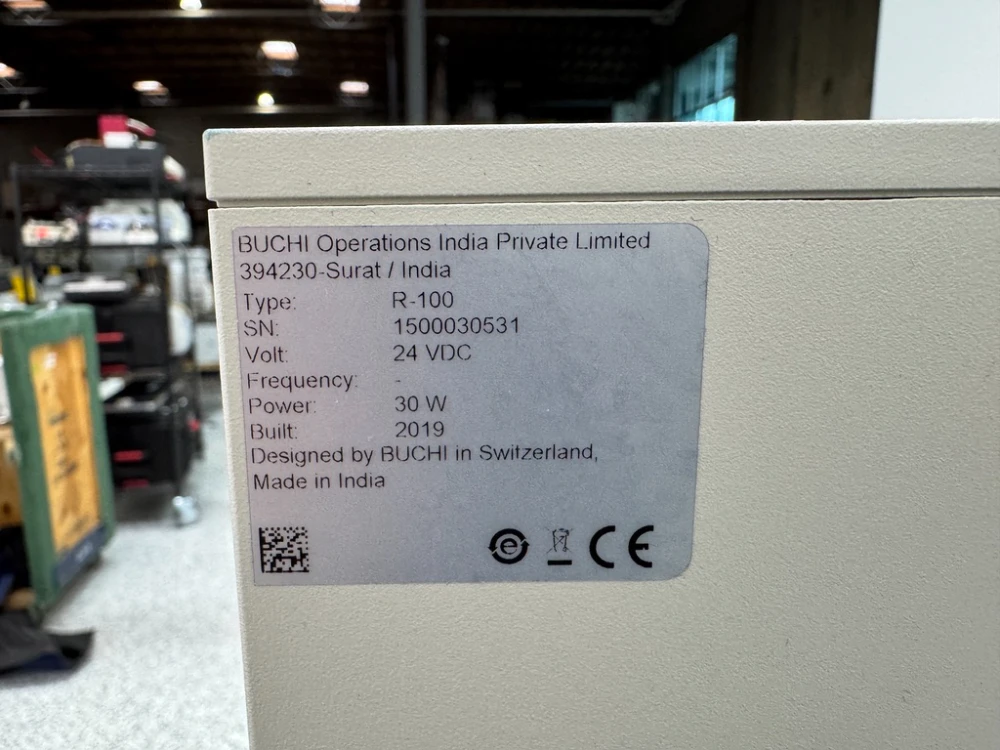 BUCHI Operations India Private Limited
394230-Surat / India
Type: R-100
SN: 1500030531
Volt: 24 VDC
Frequency: -
Power: 30 W
Built: 2019
Designed by BUCHI in Switzerland,
Made in India
e CE